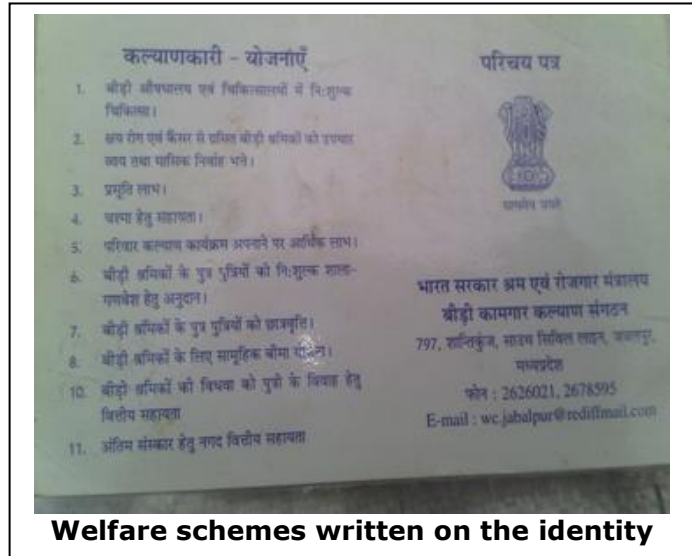 कल्याणकारी - योजनाएँ
1. बीड़ी औषधालय एवं चिकित्सालयों में नि:शुल्क
चिकित्सा।
2. क्षय रोग एवं कैंसर से ग्रसित बीड़ी श्रमिकों को उपचार
व्यय तथा मासिक निर्वाह भत्ते।
3. प्रसूति लाभ।
4. चश्मा हेतु सहायता।
5. परिवार कल्याण कार्यक्रम अपनाने पर आर्थिक लाभ।
6. बीड़ी श्रमिकों के पुत्र पुत्रियों को नि:शुल्क शाला-
गणवेश हेतु अनुदान।
7. बीड़ी श्रमिकों के पुत्र पुत्रियों को छात्रवृति।
8. बीड़ी श्रमिकों के लिए सामूहिक बीमा
10. बीड़ी श्रमिकों की विधवा को पुत्री के विवाह हेतु
वित्तीय सहायता
11. अंतिम संस्कार हेतु नगद वित्तीय सहायता
परिचय पत्र
सत्यमेव जयते
भारत सरकार श्रम एवं रोजगार मंत्रालय
बीड़ी कामगार कल्याण संगठन
797, शान्तिकुंज, साउथ सिविल लाइन, जबलपुर,
मध्यप्रदेश
फोन : 2626021, 2678595
E-mail : wc.jabalpur@rediffmail.com
Welfare schemes written on the identity